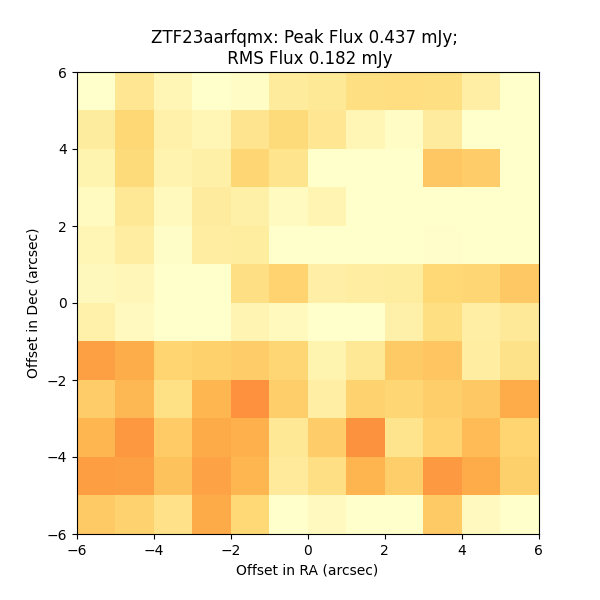 ZTF23aarfqmx: Peak Flux 0.437 mJy;
RMS Flux 0.182 mJy
6
4
2
0
−2
−4
−6
Offset in Dec (arcsec)
−6 −4 −2 0 2 4 6
Offset in RA (arcsec)